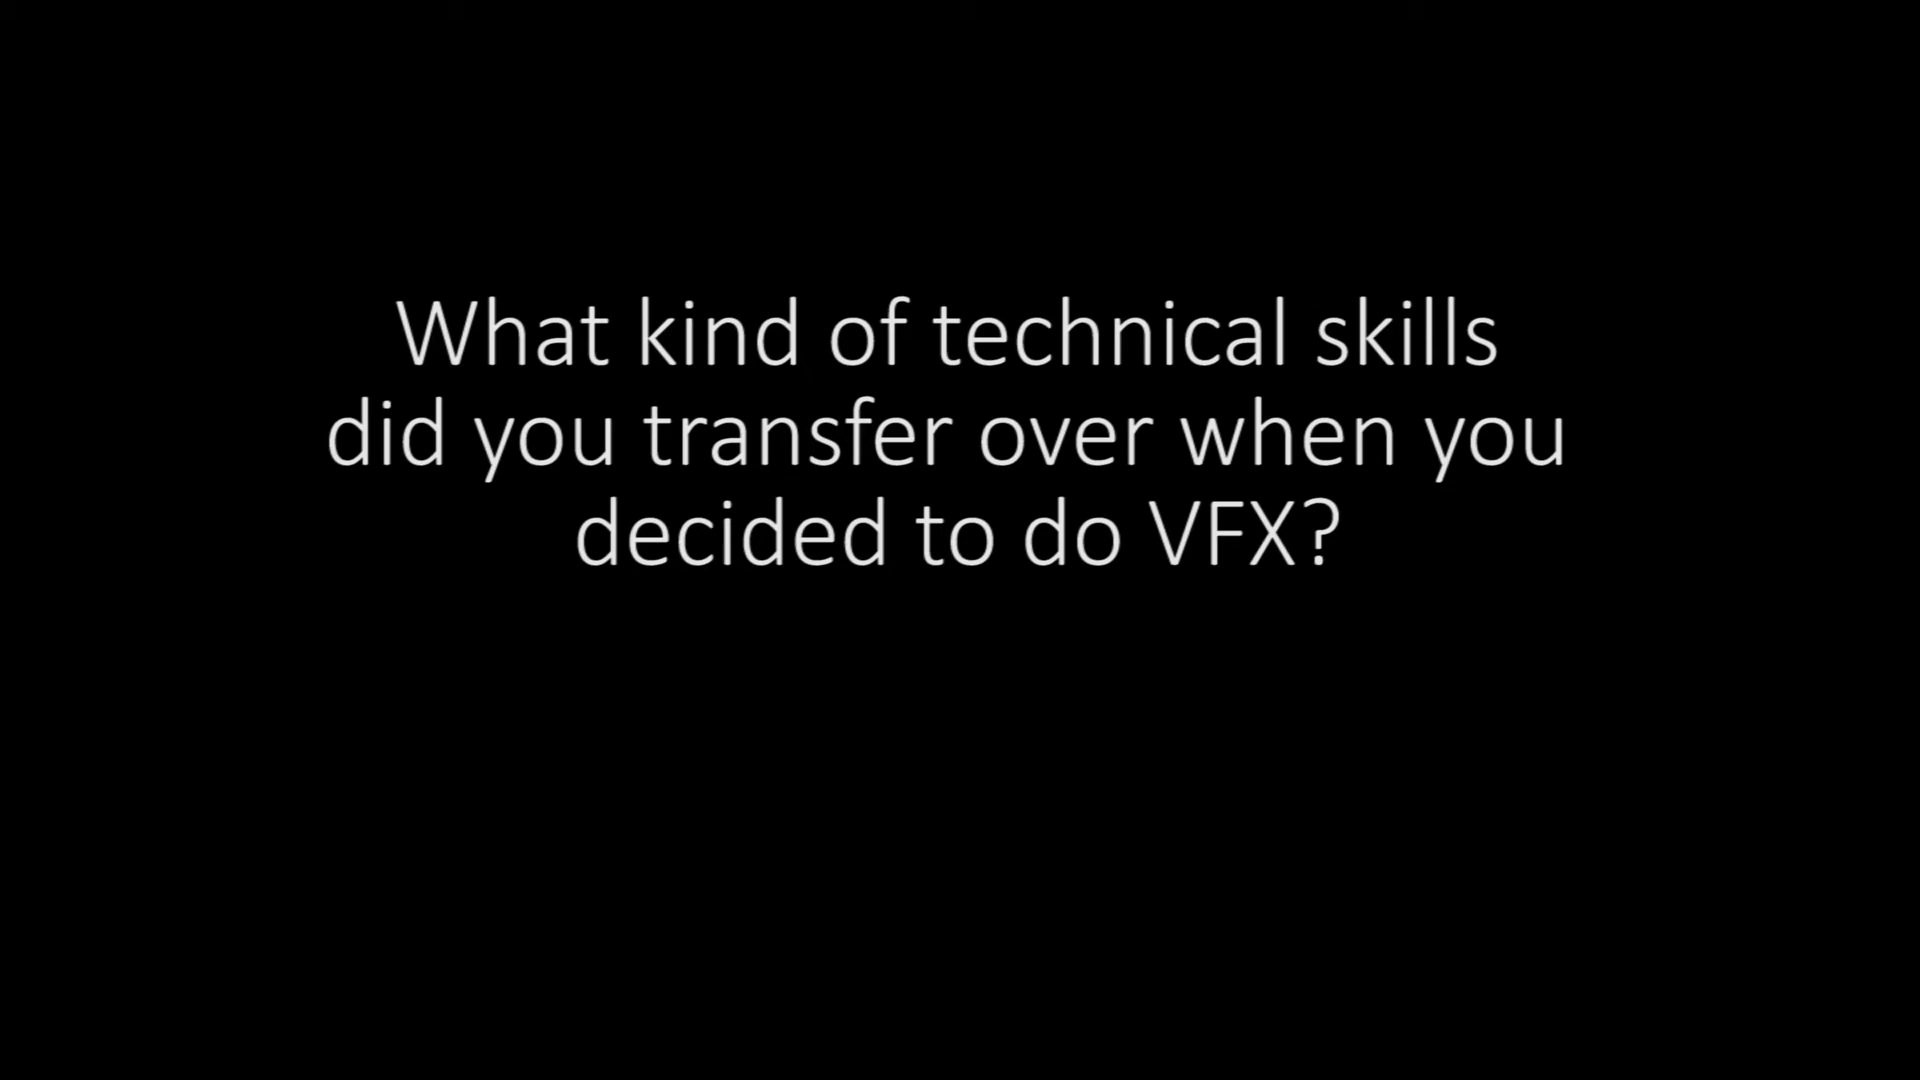 What kind of technical skills
did you transfer over when you
decided to do VFX?